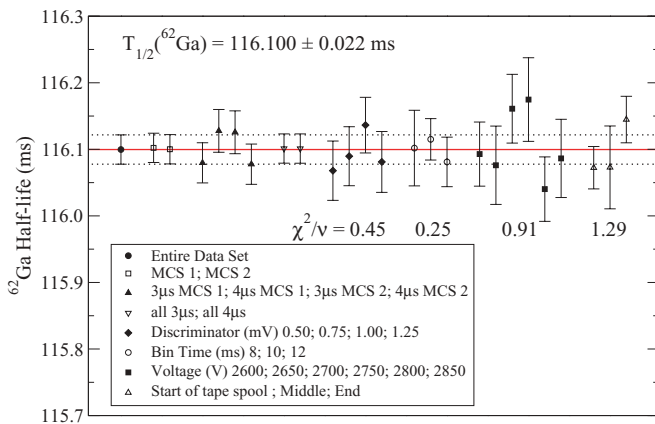 116.3
T1/2(62Ga) = 116.100 ± 0.022 ms
116.2
116.1
116.0
χ2/ν = 0.45 0.25 0.91 1.29
115.9
115.8
115.7
62Ga Half-life (ms)
Entire Data Set
MCS 1; MCS 2
3μs MCS 1; 4μs MCS 1; 3μs MCS 2; 4μs MCS 2
all 3μs; all 4μs
Discriminator (mV) 0.50; 0.75; 1.00; 1.25
Bin Time (ms) 8; 10; 12
Voltage (V) 2600; 2650; 2700; 2750; 2800; 2850
Start of tape spool ; Middle; End